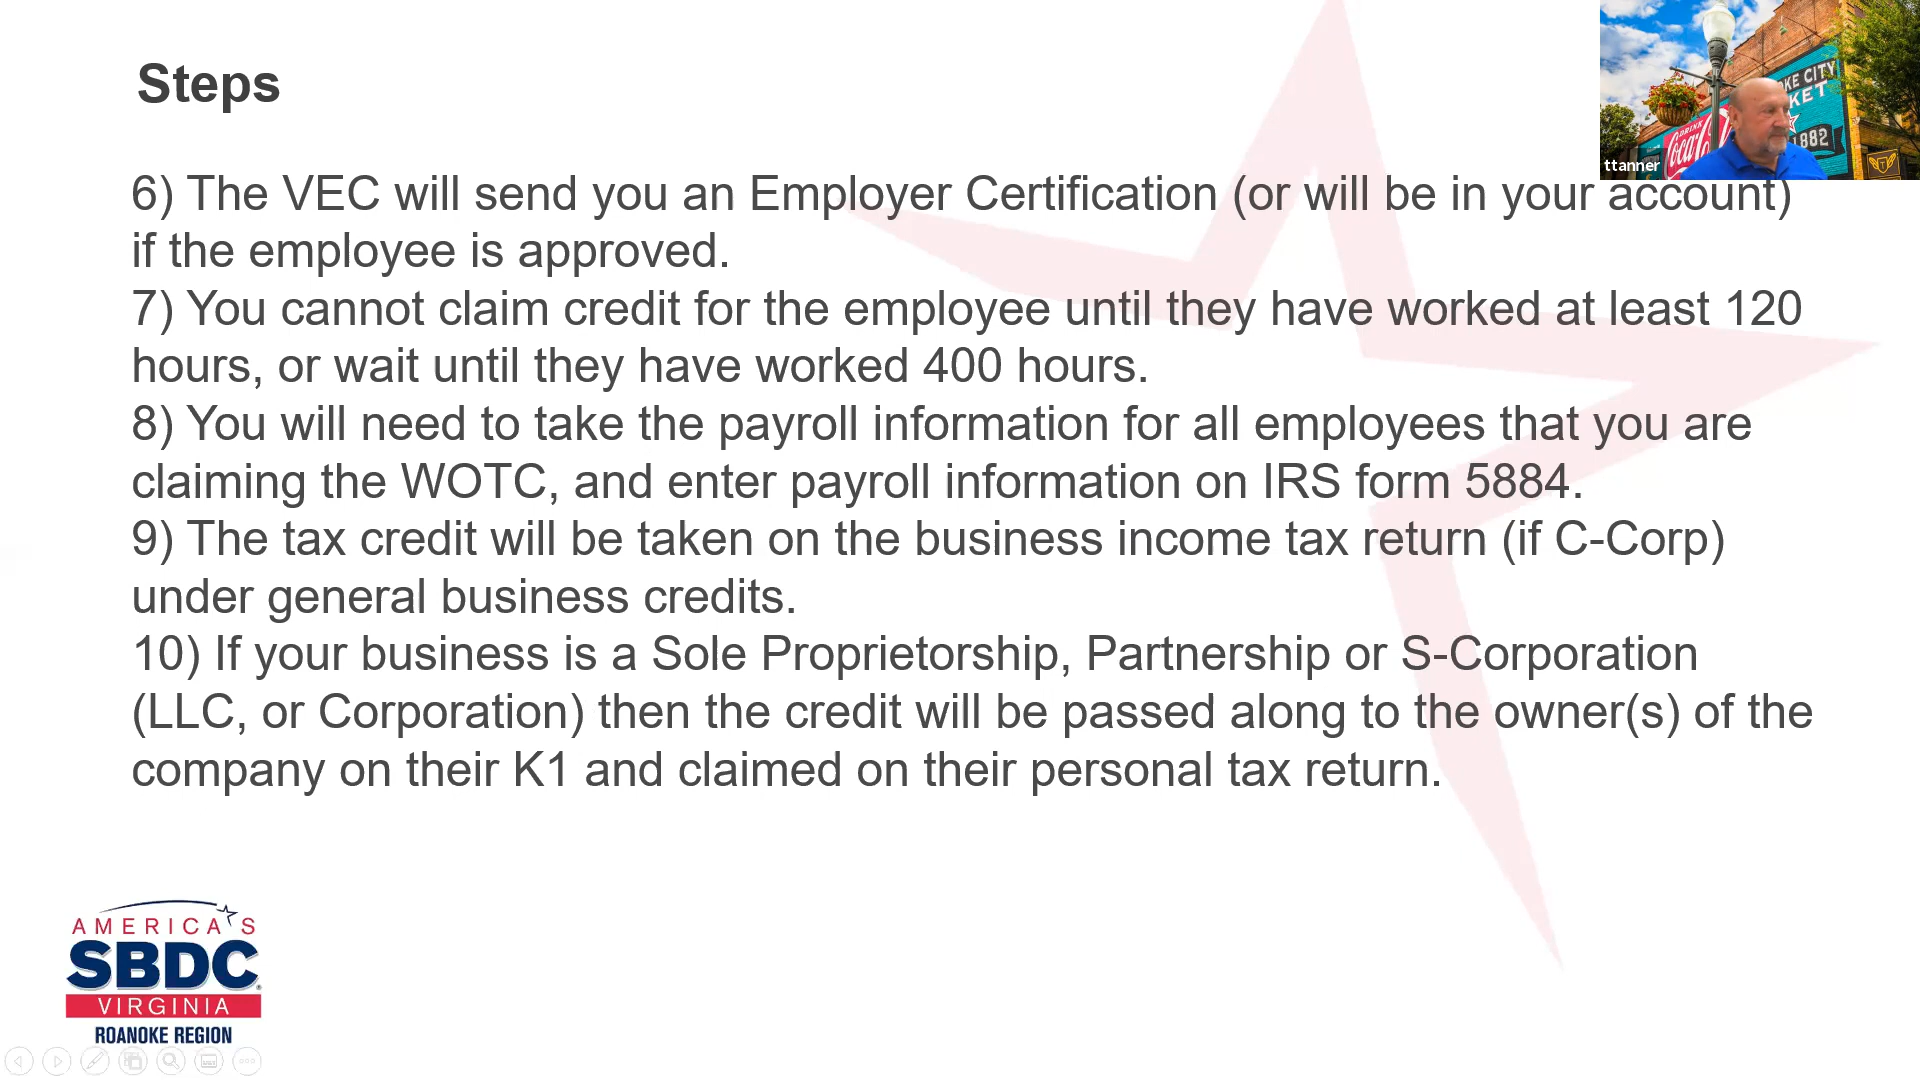 Steps
6) The VEC will send you an Employer Certification (or will be in your account)
if the employee is approved.
7) You cannot claim credit for the employee until they have worked at least 120
hours, or wait until they have worked 400 hours.
8) You will need to take the payroll information for all employees that you are
claiming the WOTC, and enter payroll information on IRS form 5884.
9) The tax credit will be taken on the business income tax return (if C-Corp)
under general business credits.
10) If your business is a Sole Proprietorship, Partnership or S-Corporation
(LLC, or Corporation) then the credit will be passed along to the owner(s) of the
company on their K1 and claimed on their personal tax return.
OKE CITY
KET
1882
DRINK
Coca
T
ttanner
AMERICA'S
SBDC
VIRGINIA
ROANOKE REGION